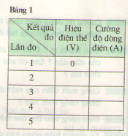 Bảng 1
Kết quả đo
Lần đo
Hiệu điện thế (V)
Cường độ dòng điện (A)
1
0
2
3
4
5